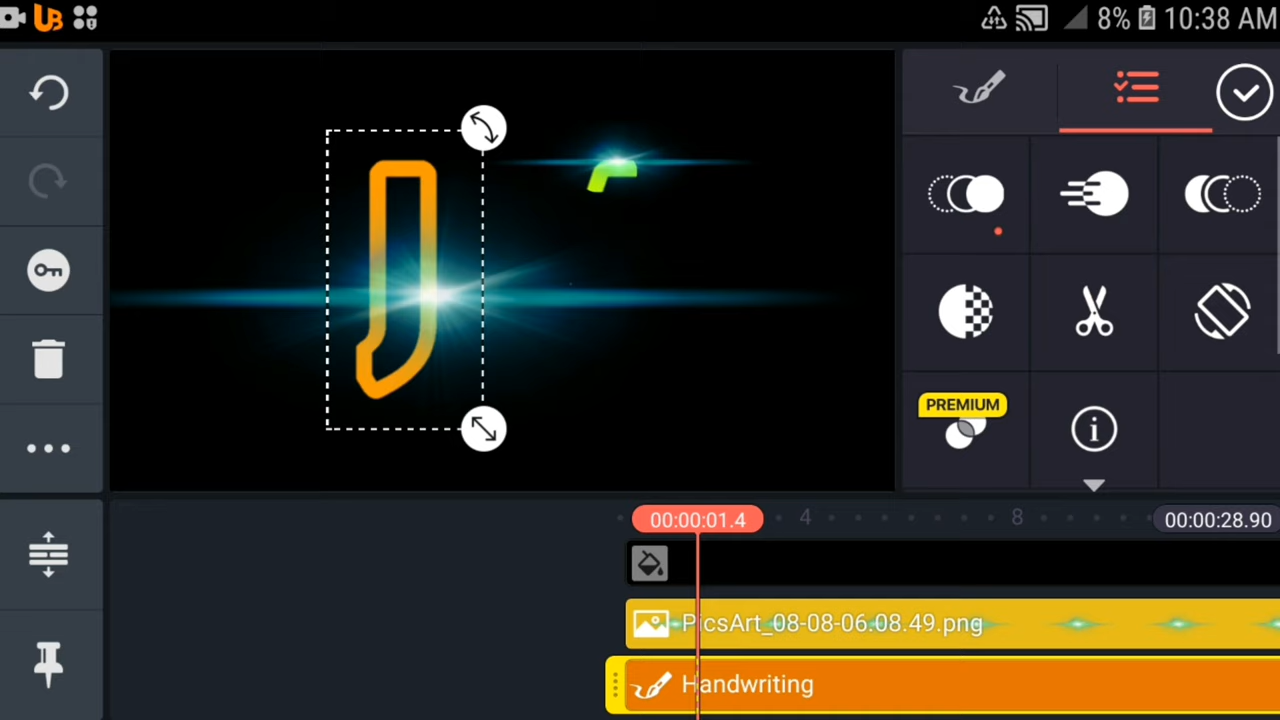 UB 8% 10:38 AM
J
PREMIUM
00:00:01.4 4 8 00:00:28.90
PicsArt_08-08-06.08.49.png
Handwriting